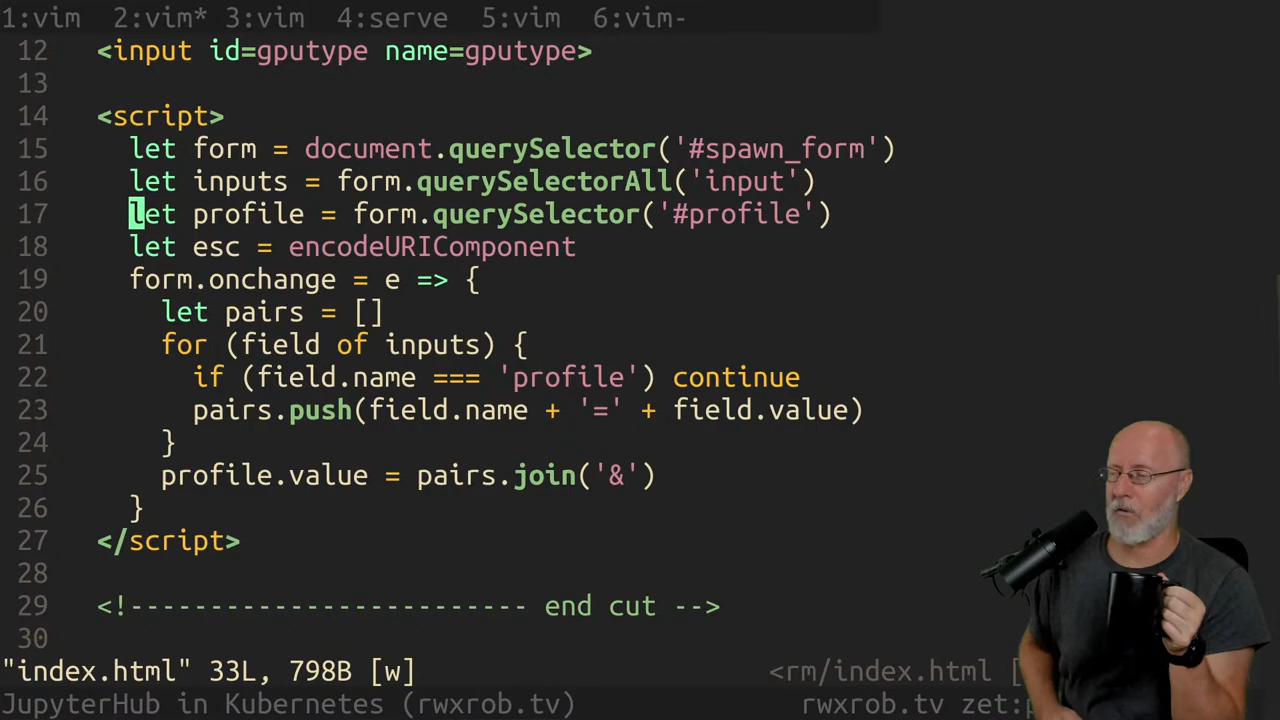 1:vim 2:vim* 3:vim 4:serve 5:vim 6:vim-
12 <input id=gputype name=gputype>
13
14 <script>
15 let form = document.querySelector('#spawn_form')
16 let inputs = form.querySelectorAll('input')
17 let profile = form.querySelector('#profile')
18 let esc = encodeURIComponent
19 form.onchange = e => {
20 let pairs = []
21 for (field of inputs) {
22 if (field.name === 'profile') continue
23 pairs.push(field.name + '=' + field.value)
24 }
25 profile.value = pairs.join('&')
26 }
27 </script>
28
29 <!------------------------- end cut -->
30
"index.html" 33L, 798B [w] <rm/index.html [
JupyterHub in Kubernetes (rwxrob.tv) rwxrob.tv zet: